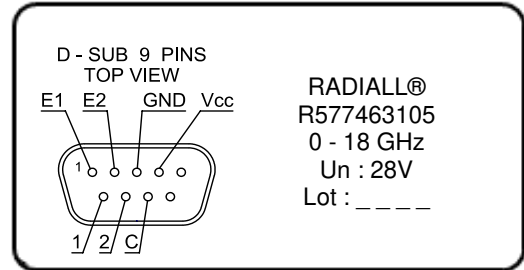 D - SUB 9 PINS
TOP VIEW
E1 E2 GND Vcc
1
1 2 C
RADIALL®
R577463105
0 - 18 GHz
Un : 28V
Lot : _ _ _ _